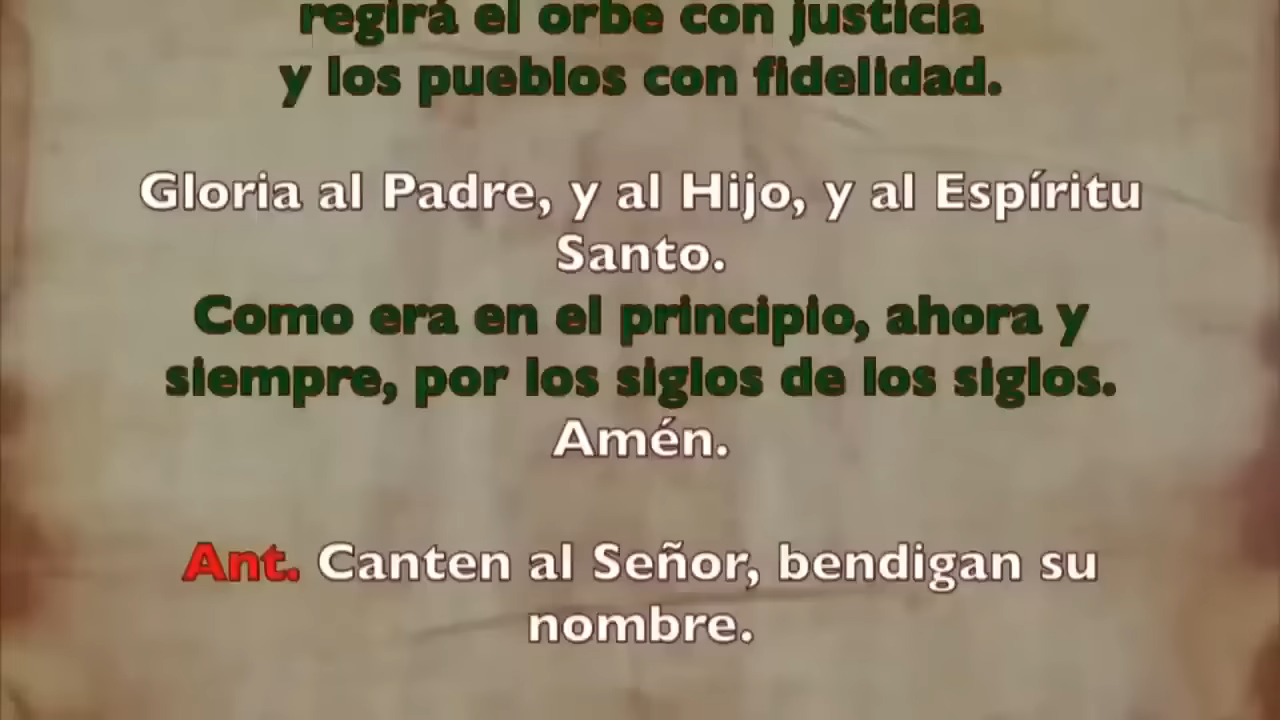 regirá el orbe con justicia
y los pueblos con fidelidad.
Gloria al Padre, y al Hijo, y al Espíritu
Santo.
Como era en el principio, ahora y
siempre, por los siglos de los siglos.
Amén.
Ant. Canten al Señor, bendigan su
nombre.